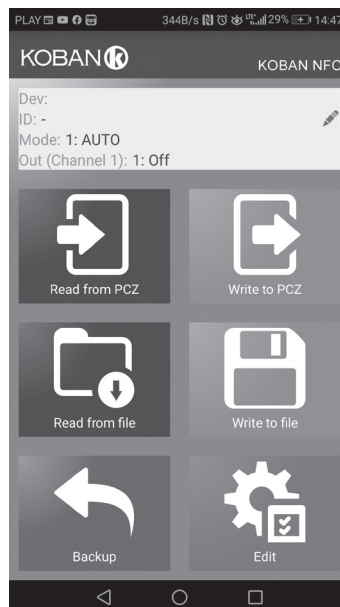 PLAY 344B/s LTE 29% 14:47
KOBAN K
KOBAN NFC
Dev:
ID: -
Mode: 1: AUTO
Out (Channel 1): 1: Off
Read from PCZ
Write to PCZ
Read from file
Write to file
Backup
Edit